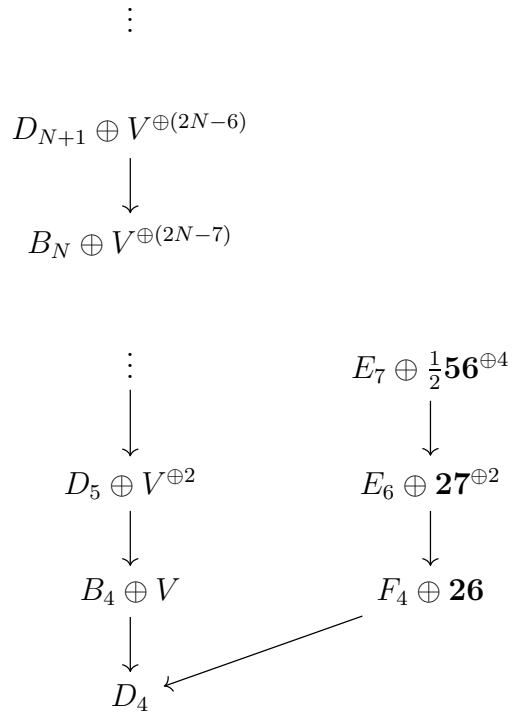 ⋮
D_{N+1} ⊕ V^{⊕(2N−6)}
B_N ⊕ V^{⊕(2N−7)}
⋮ E_7 ⊕ ½𝟓𝟔^{⊕4}
D_5 ⊕ V^{⊕2} E_6 ⊕ 𝟐𝟕^{⊕2}
B_4 ⊕ V F_4 ⊕ 𝟐𝟔
D_4